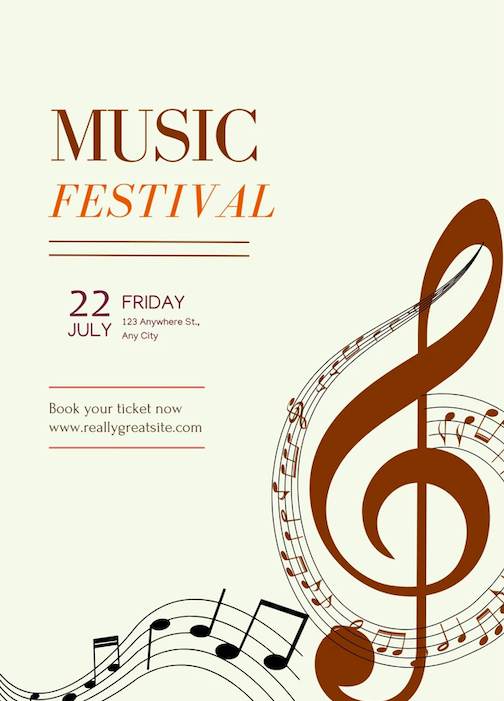 MUSIC
FESTIVAL
22 JULY
FRIDAY
123 Anywhere St.,
Any City
Book your ticket now
www.reallygreatsite.com